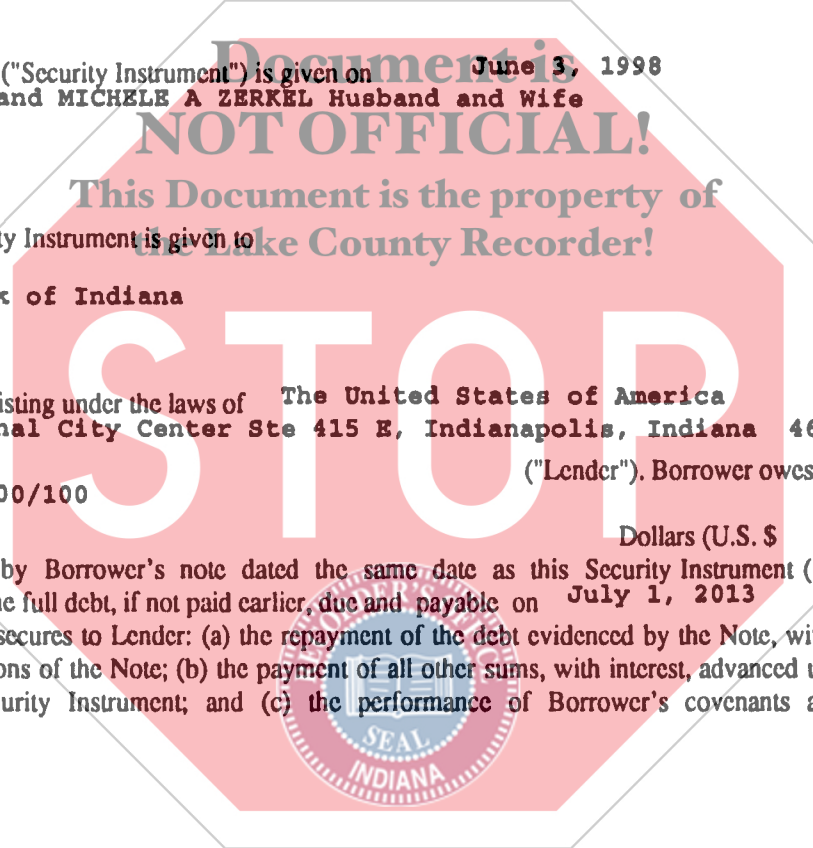 Document is
("Security Instrument") is given on June 3, 1998
and MICHELE A ZERKEL Husband and Wife
NOT OFFICIAL!
This Document is the property of
ty Instrument is given to
the Lake County Recorder!
of Indiana
STOP
isting under the laws of The United States of America
nal City Center Ste 415 E, Indianapolis, Indiana 46
("Lender"). Borrower owes
00/100
Dollars (U.S. $
by Borrower's note dated the same date as this Security Instrument (
e full debt, if not paid earlier, due and payable on July 1, 2013
secures to Lender: (a) the repayment of the debt evidenced by the Note, wi
ons of the Note; (b) the payment of all other sums, with interest, advanced u
urity Instrument; and (c) the performance of Borrower's covenants a
RECORDER'S OFFICE
SEAL
INDIANA